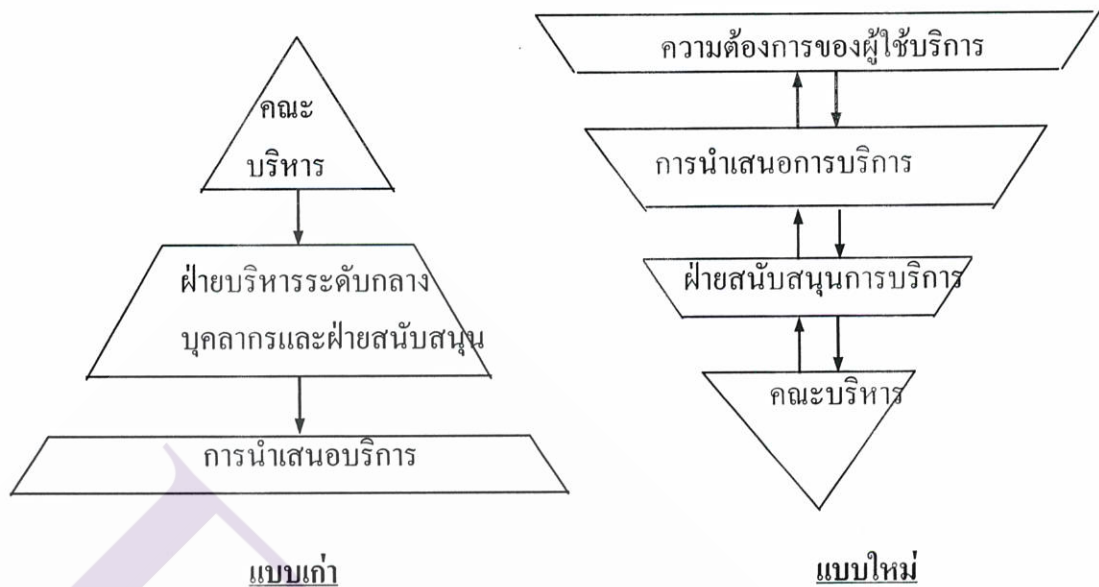 คณะ
บริหาร
ฝ่ายบริหารระดับกลาง
บุคลากรและฝ่ายสนับสนุน
การนำเสนอบริการ
แบบเก่า
ความต้องการของผู้ใช้บริการ
การนำเสนอการบริการ
ฝ่ายสนับสนุนการบริการ
คณะบริหาร
แบบใหม่